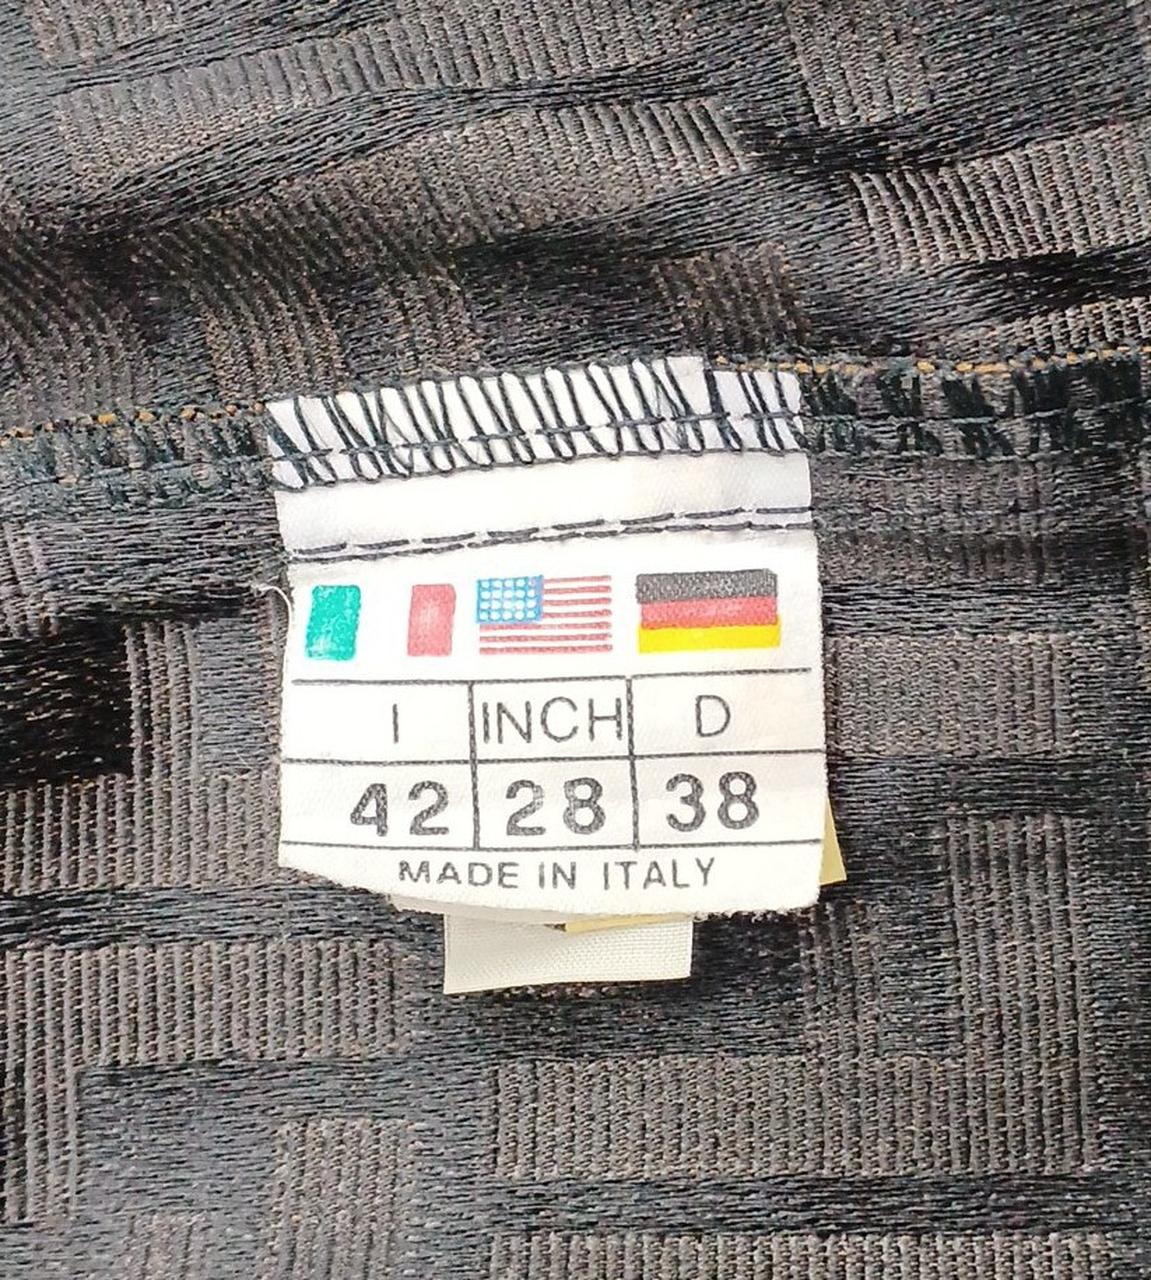 I INCH D
42 28 38
MADE IN ITALY